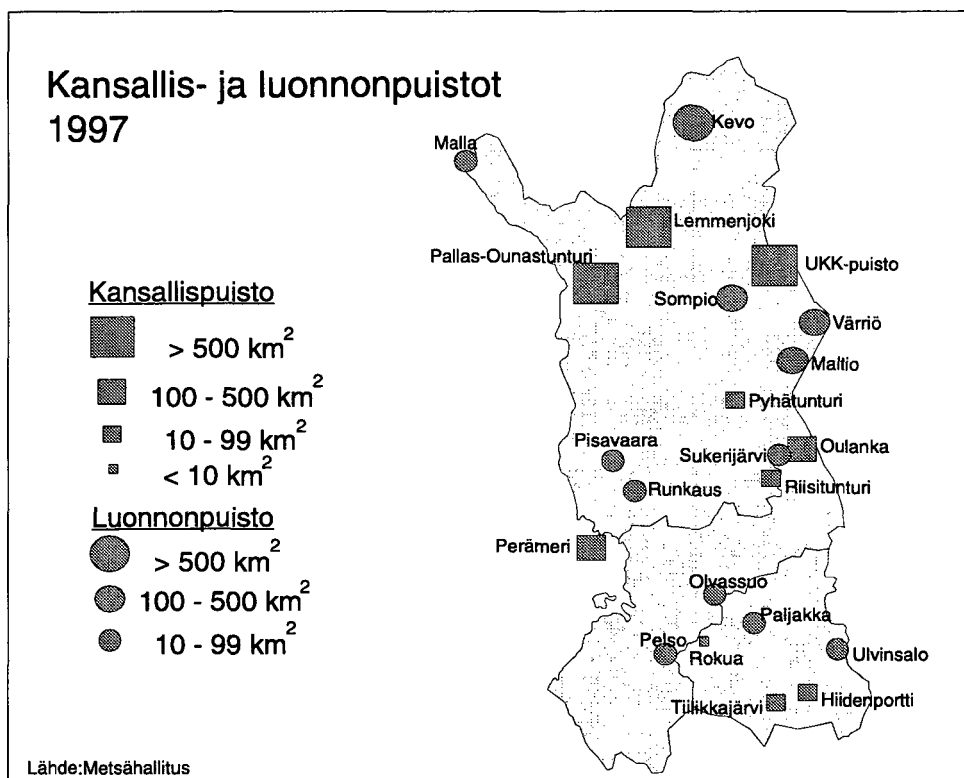 Kansallis- ja luonnonpuistot
1997
Kansallispuisto
> 500 km²
100 - 500 km²
10 - 99 km²
< 10 km²
Luonnonpuisto
> 500 km²
100 - 500 km²
10 - 99 km²
Kevo
Malla
Lemmenjoki
Pallas-Ounastunturi
UKK-puisto
Sompio
Värriö
Maltio
Pyhätunturi
Pisavaara
Sukerijärvi
Oulanka
Runkaus
Riisitunturi
Perämeri
Olvassuo
Paljakka
Pelso
Rokua
Ulvinsalo
Tiilikkajärvi
Hiidenportti
Lähde:Metsähallitus